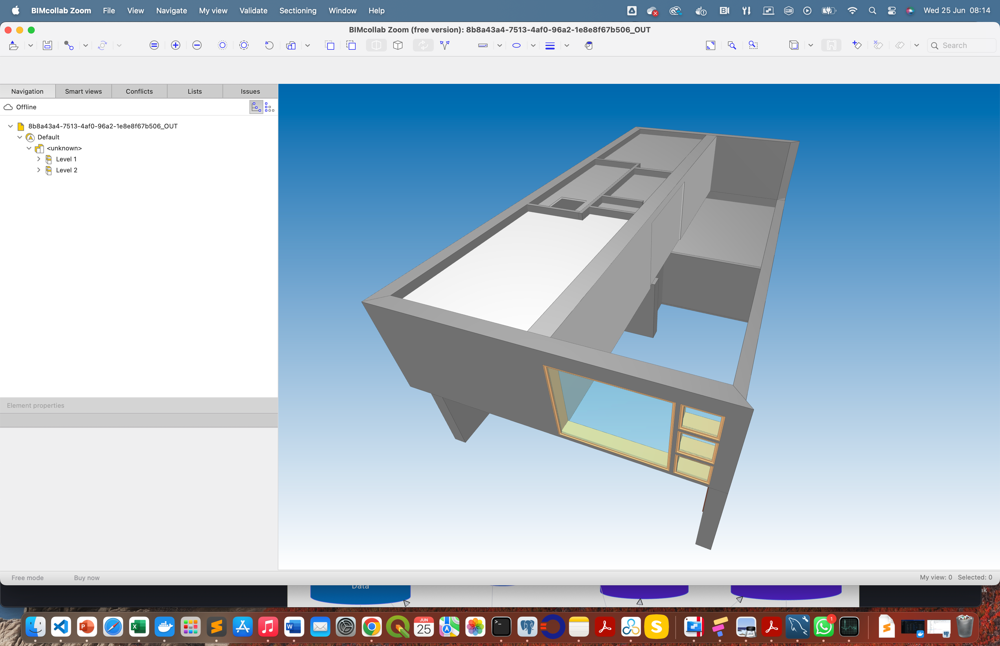 BIMcollab Zoom File View Navigate My view Validate Sectioning Window Help Wed 25 Jun 08:14
BIMcollab Zoom (free version): 8b8a43a4-7513-4af0-96a2-1e8e8f67b506_OUT
Search
Navigation Smart views Conflicts Lists Issues
Offline
8b8a43a4-7513-4af0-96a2-1e8e8f67b506_OUT
Default
<unknown>
Level 1
Level 2
Element properties
Free mode Buy now My view: 0 Selected: 0
Data
JUN
25
1